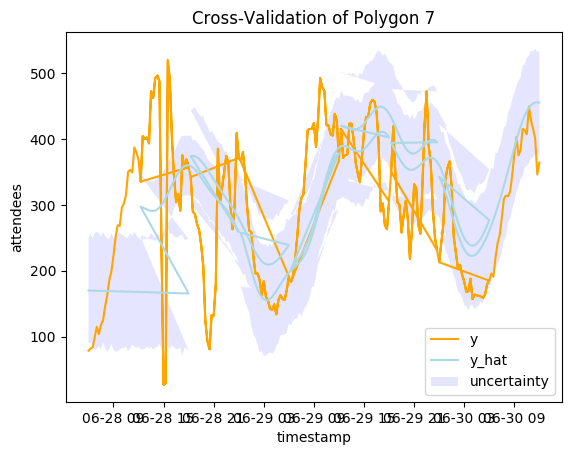 Cross-Validation of Polygon 7
500
400
300
200
100
attendees
y
y_hat
uncertainty
06-28 09 06-28 15 06-28 21 06-29 03 06-29 09 06-29 15 06-29 21 06-30 03 06-30 09
timestamp